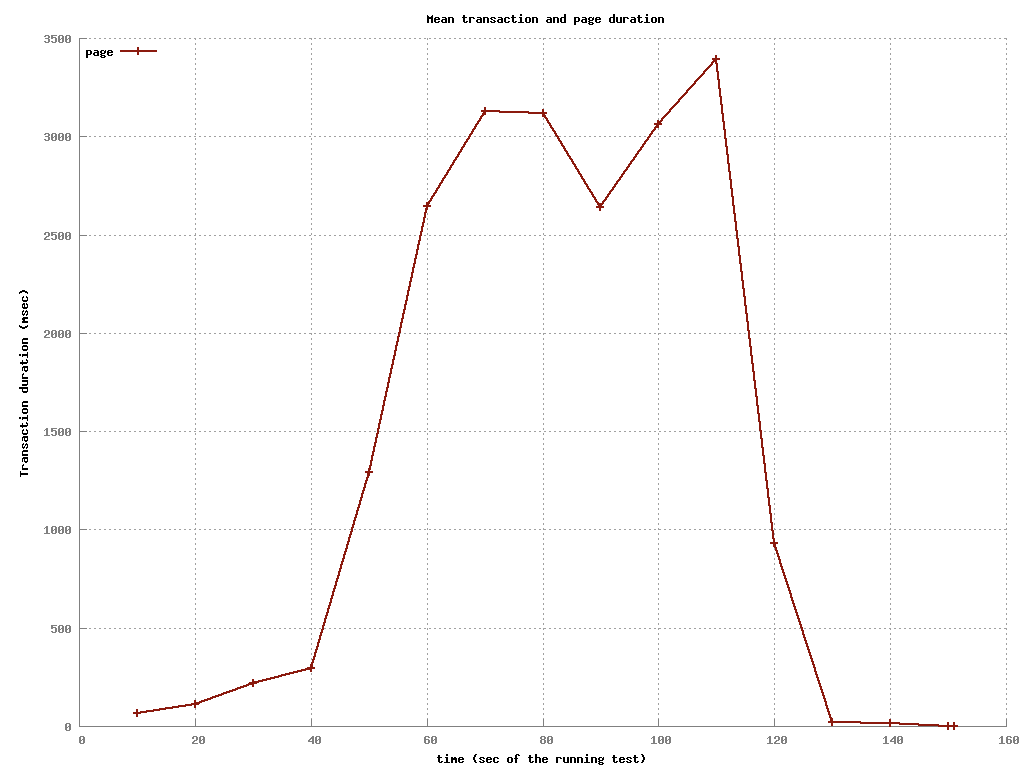 Mean transaction and page duration
page
Transaction duration (msec)
3500
3000
2500
2000
1500
1000
500
0
0 20 40 60 80 100 120 140 160
time (sec of the running test)